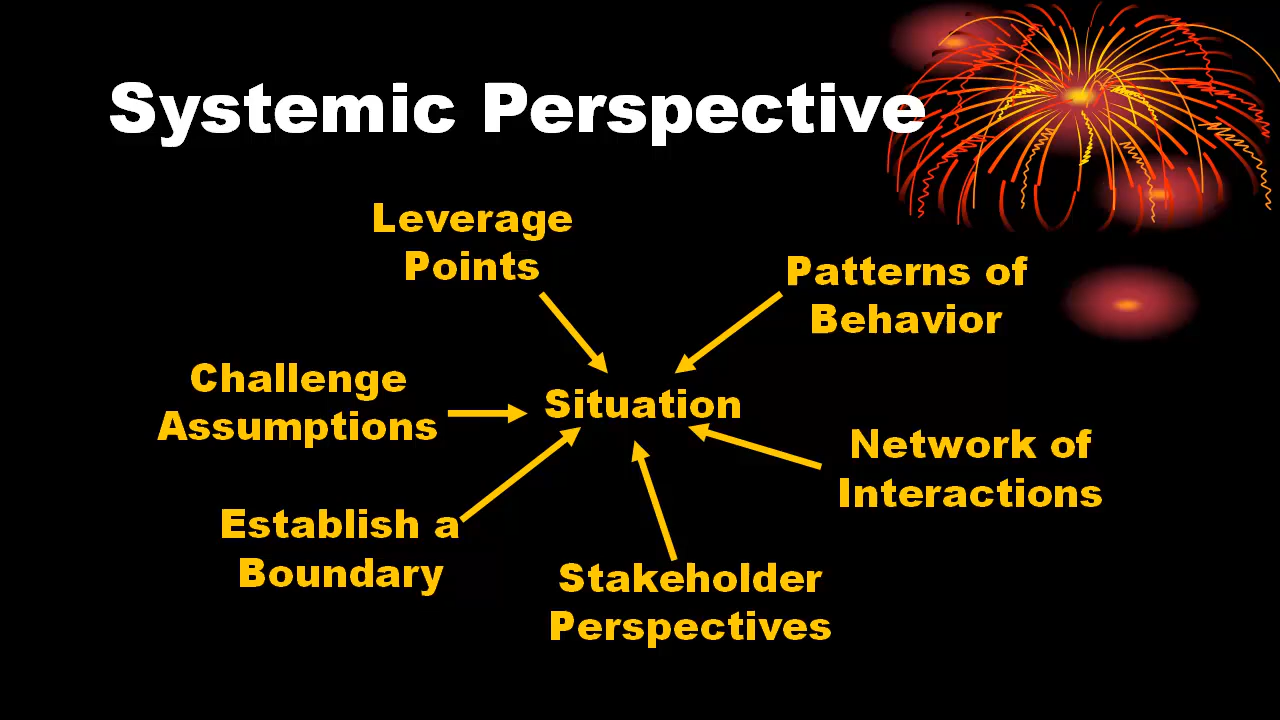 Systemic Perspective
Leverage
Points
Patterns of
Behavior
Challenge
Assumptions
Situation
Network of
Interactions
Establish a
Boundary
Stakeholder
Perspectives